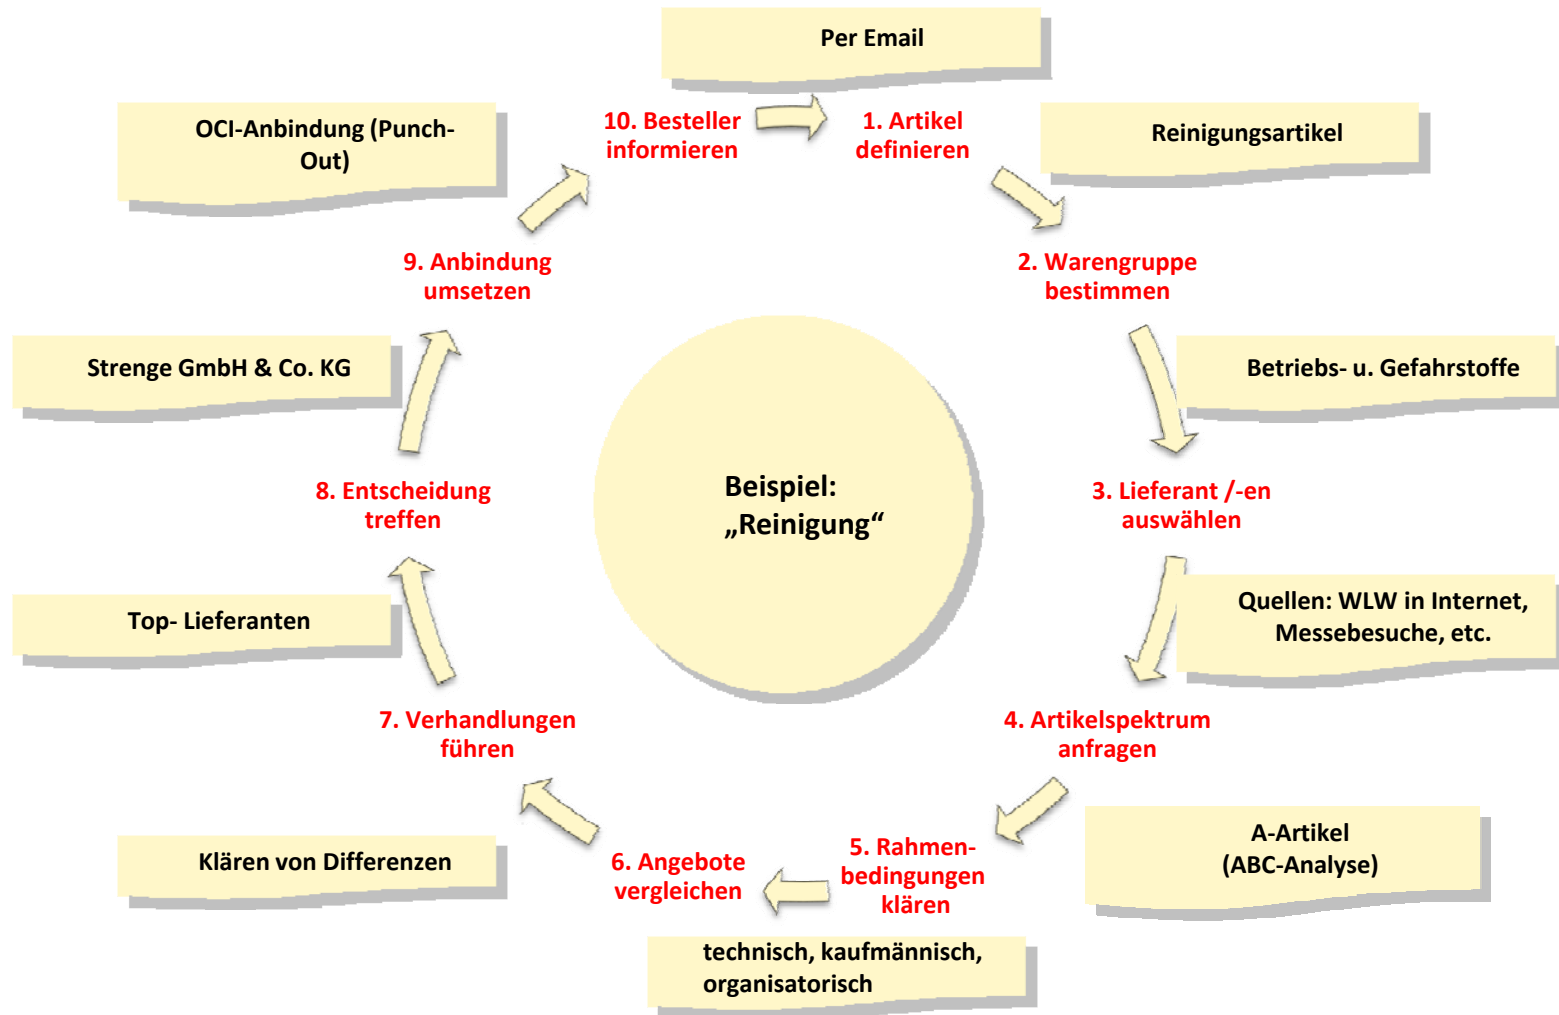 Per Email
10. Besteller
informieren
1. Artikel
definieren
Reinigungsartikel
2. Warengruppe
bestimmen
Betriebs- u. Gefahrstoffe
3. Lieferant /-en
auswählen
Quellen: WLW in Internet,
Messebesuche, etc.
4. Artikelspektrum
anfragen
A-Artikel
(ABC-Analyse)
5. Rahmen-
bedingungen
klären
technisch, kaufmännisch,
organisatorisch
6. Angebote
vergleichen
Klären von Differenzen
7. Verhandlungen
führen
Top- Lieferanten
8. Entscheidung
treffen
Strenge GmbH & Co. KG
9. Anbindung
umsetzen
OCI-Anbindung (Punch-
Out)
Beispiel:
„Reinigung“